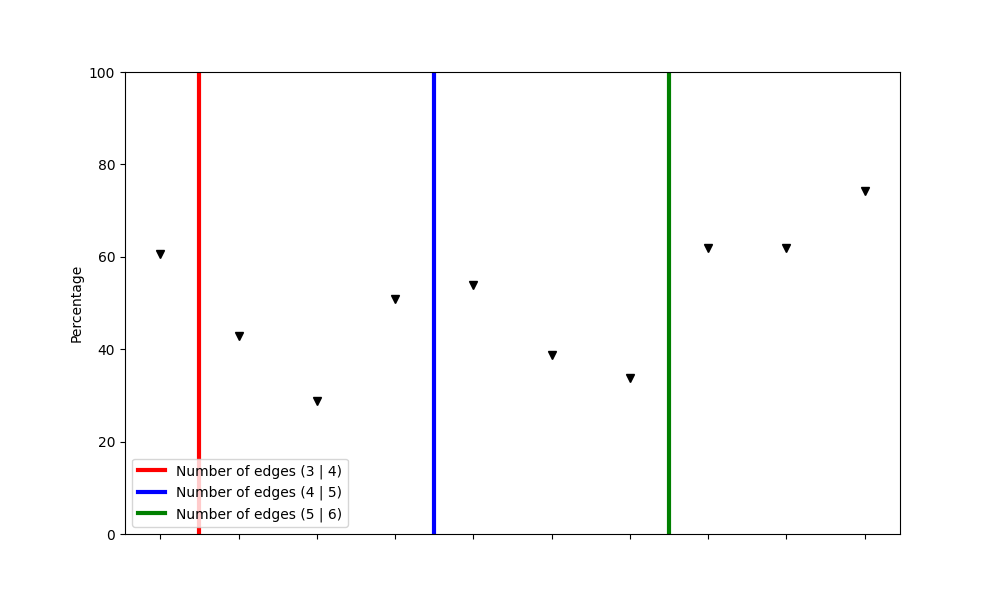 100
80
60
40
20
0
Percentage
Number of edges (3 | 4)
Number of edges (4 | 5)
Number of edges (5 | 6)